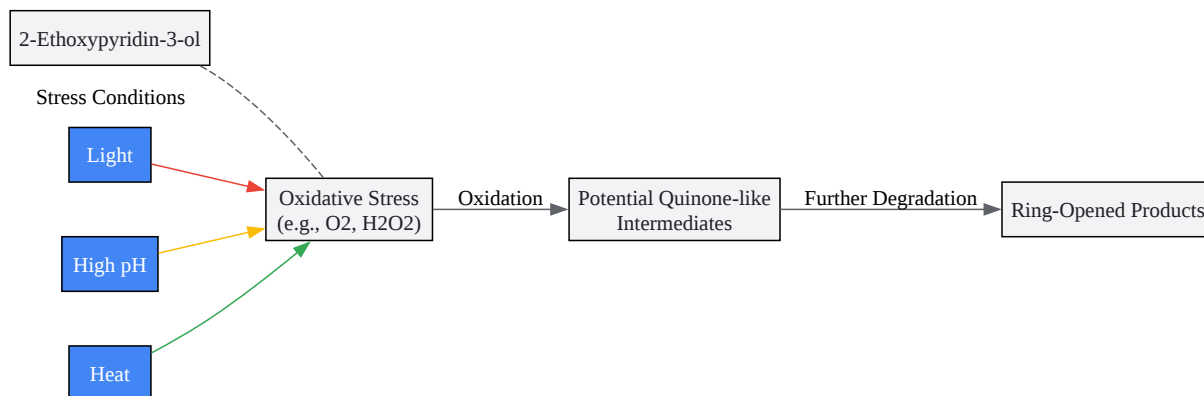 2-Ethoxypyridin-3-ol
Stress Conditions
Light
High pH
Heat
Oxidative Stress
(e.g., O2, H2O2)
Oxidation
Potential Quinone-like
Intermediates
Further Degradation
Ring-Opened Products